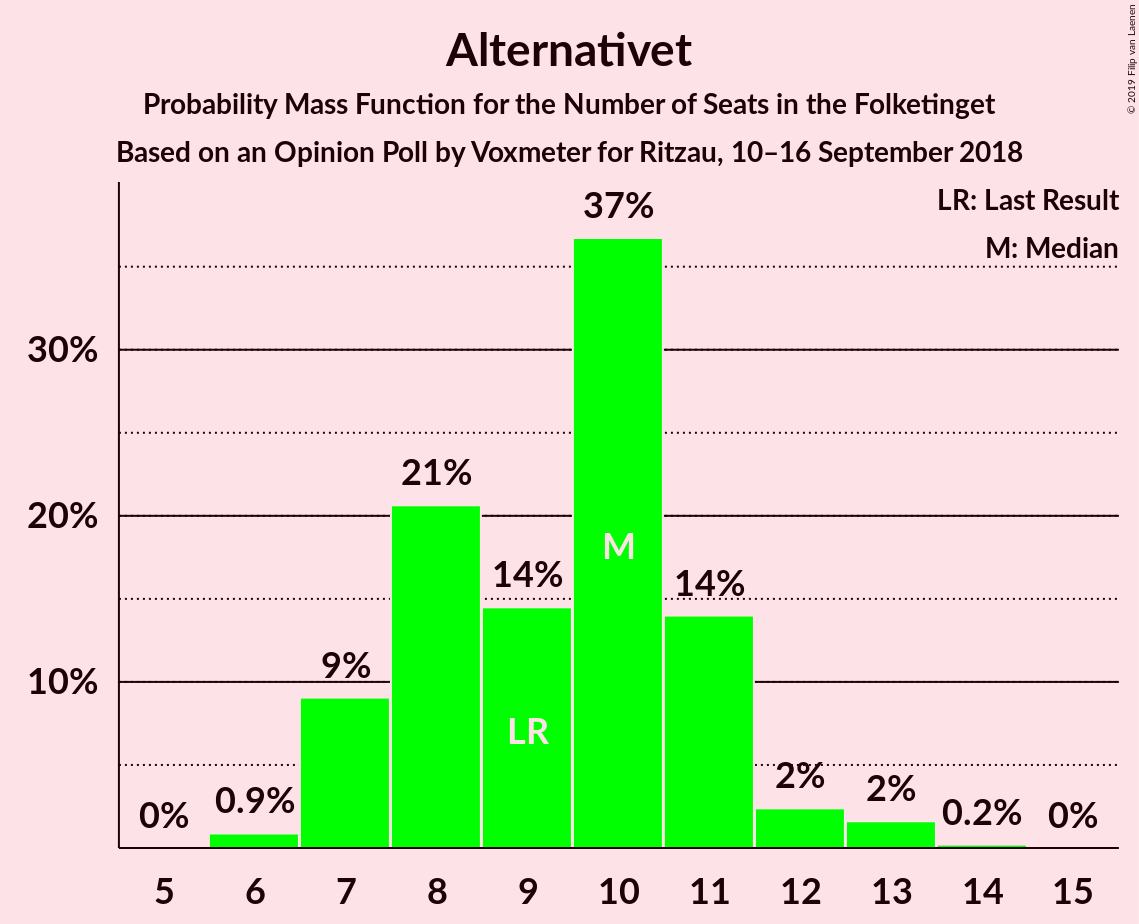 Alternativet
Probability Mass Function for the Number of Seats in the Folketinget
Based on an Opinion Poll by Voxmeter for Ritzau, 10–16 September 2018
© 2019 Filip van Laenen
LR: Last Result
M: Median
37%
30%
21%
20%
M
14%
14%
10%
9%
LR
2%
2%
0%
0.9%
0.2%
0%
5 6 7 8 9 10 11 12 13 14 15